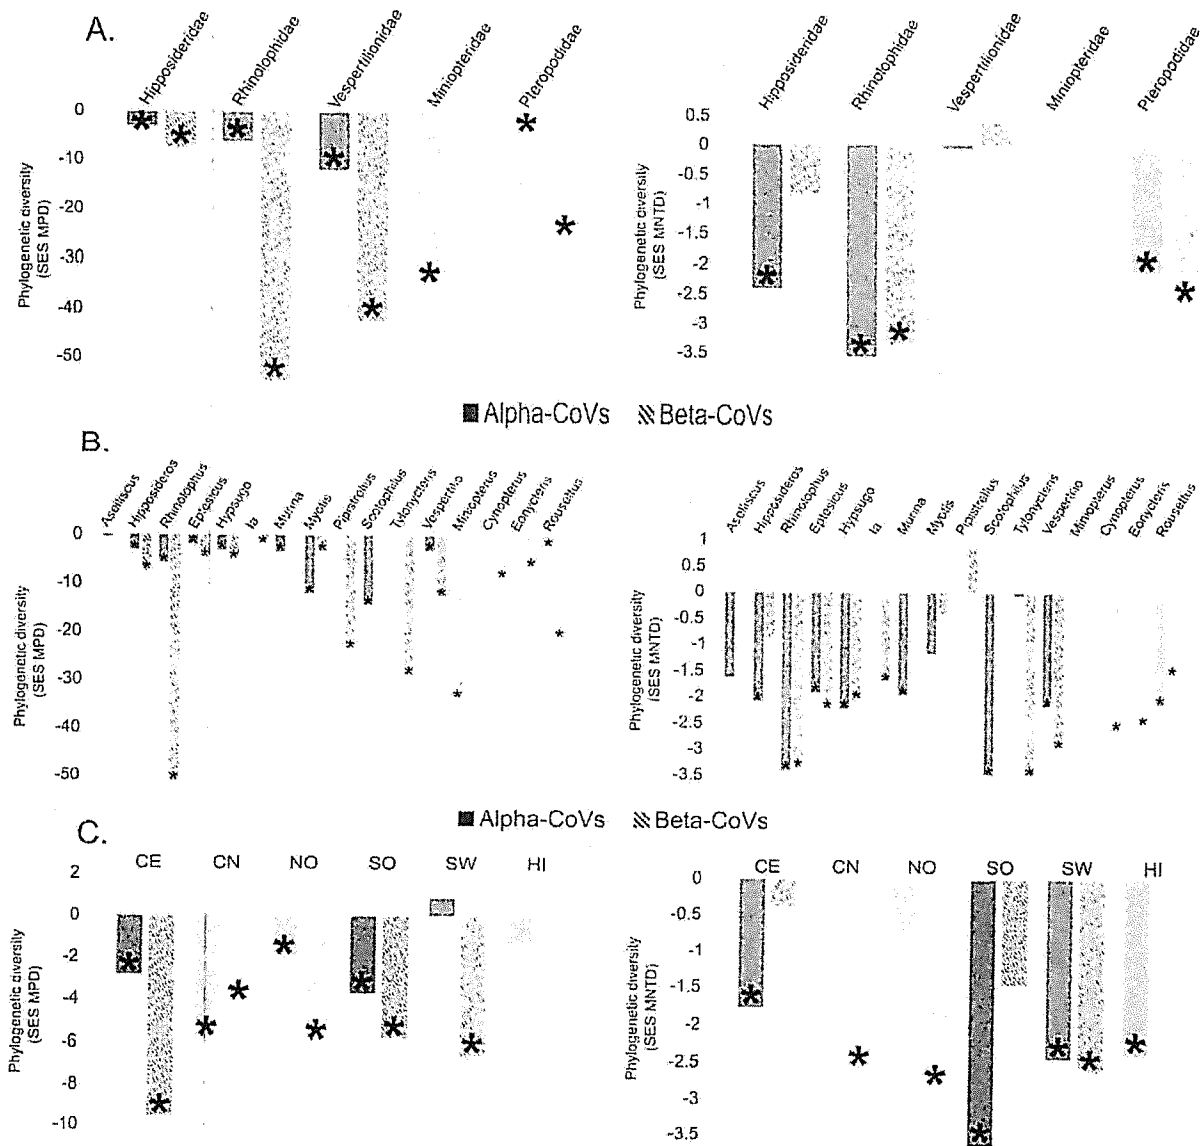 A.
Hipposideridae
Rhinolophidae
Vespertilionidae
Miniopteridae
Pteropodidae
0
-10
-20
-30
-40
-50
Phylogenetic diversity
(SES MPD)
Hipposideridae
Rhinolophidae
Vespertilionidae
Miniopteridae
Pteropodidae
0.5
0
-0.5
-1
-1.5
-2
-2.5
-3
-3.5
Phylogenetic diversity
(SES MNTD)
Alpha-CoVs Beta-CoVs
B.
Aselliscus
Hipposideros
Rhinolophus
Eptesicus
Hypsugo
Ia
Murina
Myotis
Pipistrellus
Scotophilus
Tylonycteris
Vespertilio
Miniopterus
Cynopterus
Eonycteris
Rousettus
0
-10
-20
-30
-40
-50
Phylogenetic diversity
(SES MPD)
Aselliscus
Hipposideros
Rhinolophus
Eptesicus
Hypsugo
Ia
Murina
Myotis
Pipistrellus
Scotophilus
Tylonycteris
Vespertilio
Miniopterus
Cynopterus
Eonycteris
Rousettus
1
0.5
0
-0.5
-1
-1.5
-2
-2.5
-3
-3.5
Phylogenetic diversity
(SES MNTD)
Alpha-CoVs Beta-CoVs
C.
CE CN NO SO SW HI
2
0
-2
-4
-6
-8
-10
Phylogenetic diversity
(SES MPD)
CE CN NO SO SW HI
0
-0.5
-1
-1.5
-2
-2.5
-3
-3.5
Phylogenetic diversity
(SES MNTD)